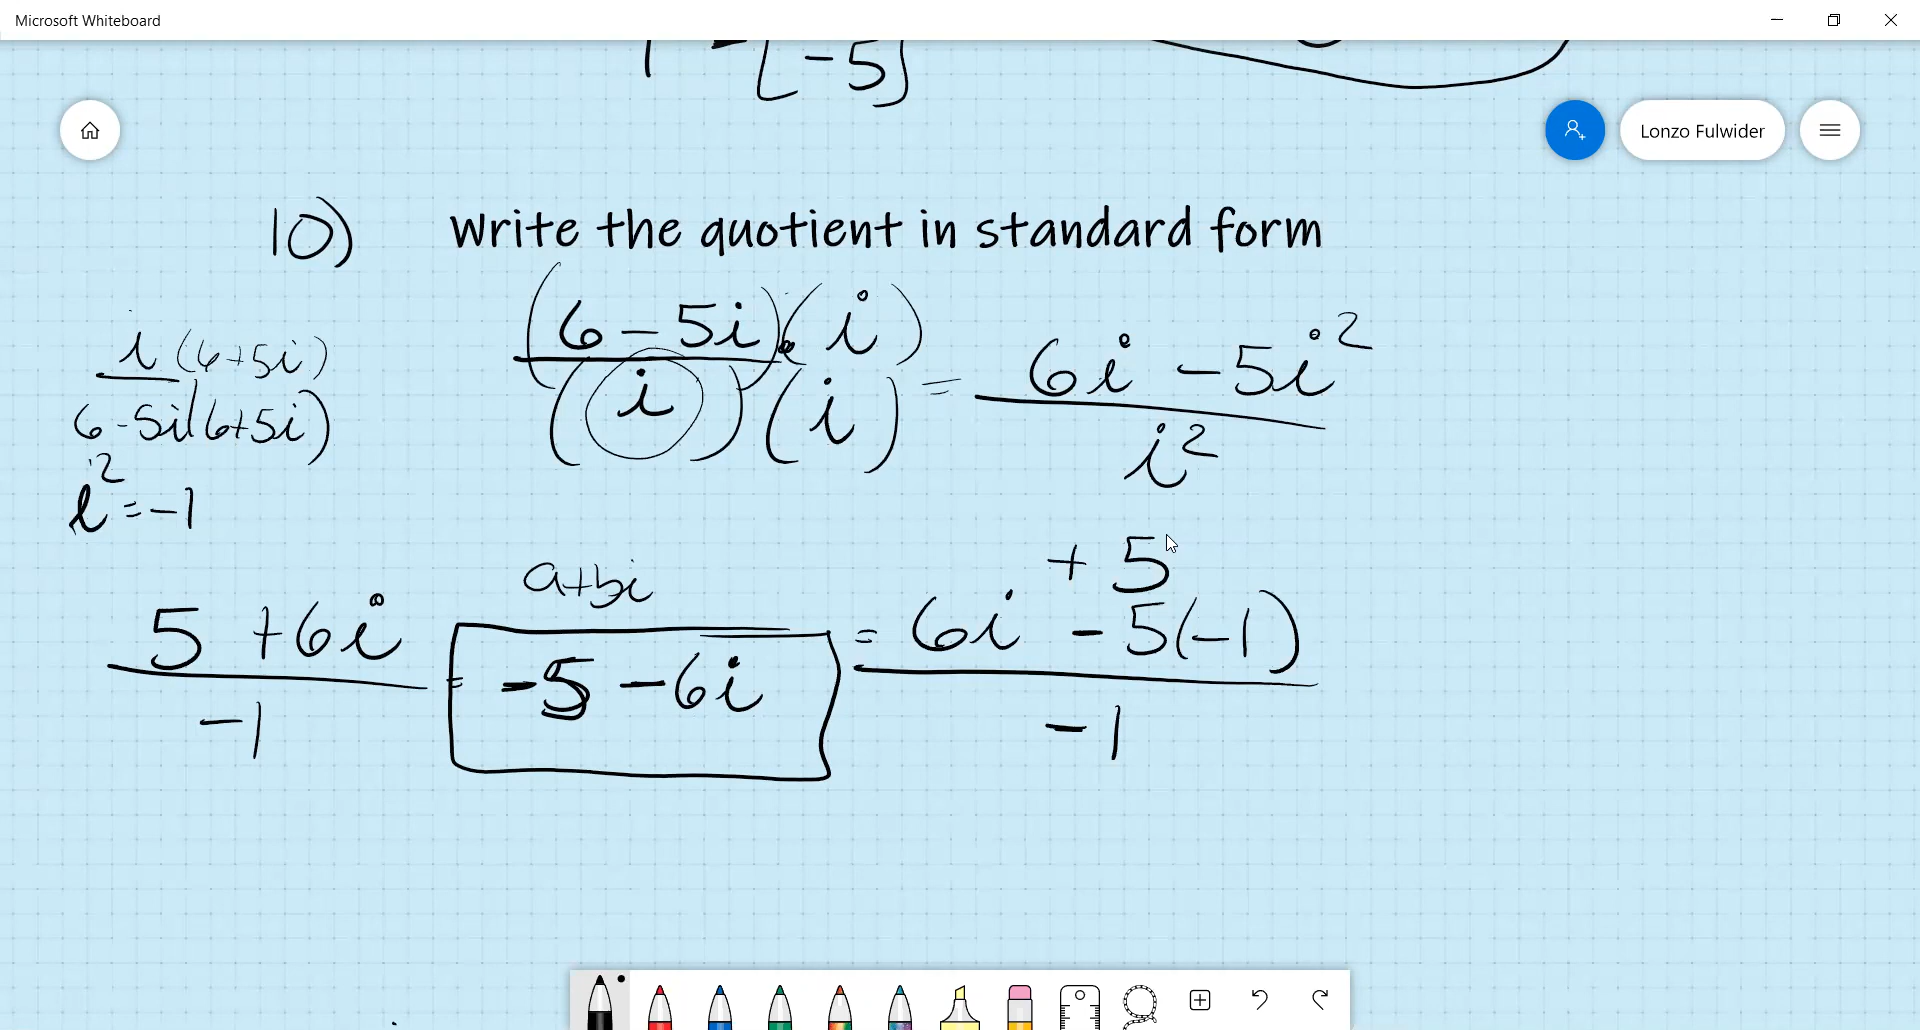 Microsoft Whiteboard
[-5]
Lonzo Fulwider
10) Write the quotient in standard form
(6-5i)·(i)
(i)(i)
=
6i-5i²
i²
i(6+5i)
6-5i(6+5i)
i²=-1
+5
=6i-5(-1)
-1
5+6i
-1
a+bi
=-5-6i